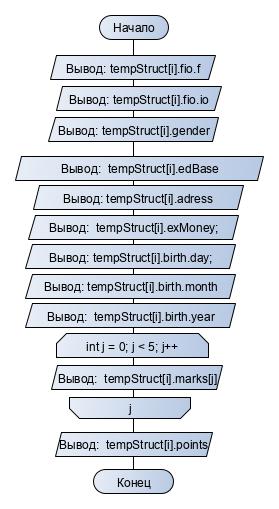 Начало
Вывод: tempStruct[i].fio.f
Вывод: tempStruct[i].fio.io
Вывод: tempStruct[i].gender
Вывод: tempStruct[i].edBase
Вывод: tempStruct[i].adress
Вывод: tempStruct[i].exMoney;
Вывод: tempStruct[i].birth.day;
Вывод: tempStruct[i].birth.month
Вывод: tempStruct[i].birth.year
int j = 0; j < 5; j++
Вывод: tempStruct[i].marks[j]
j
Вывод: tempStruct[i].points
Конец